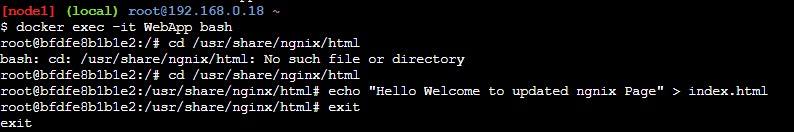 [node1] (local) root@192.168.0.18 ~
$ docker exec -it WebApp bash
root@bfdfe8b1b1e2:/# cd /usr/share/ngnix/html
bash: cd: /usr/share/ngnix/html: No such file or directory
root@bfdfe8b1b1e2:/# cd /usr/share/nginx/html
root@bfdfe8b1b1e2:/usr/share/nginx/html# echo "Hello Welcome to updated ngnix Page" > index.html
root@bfdfe8b1b1e2:/usr/share/nginx/html# exit
exit